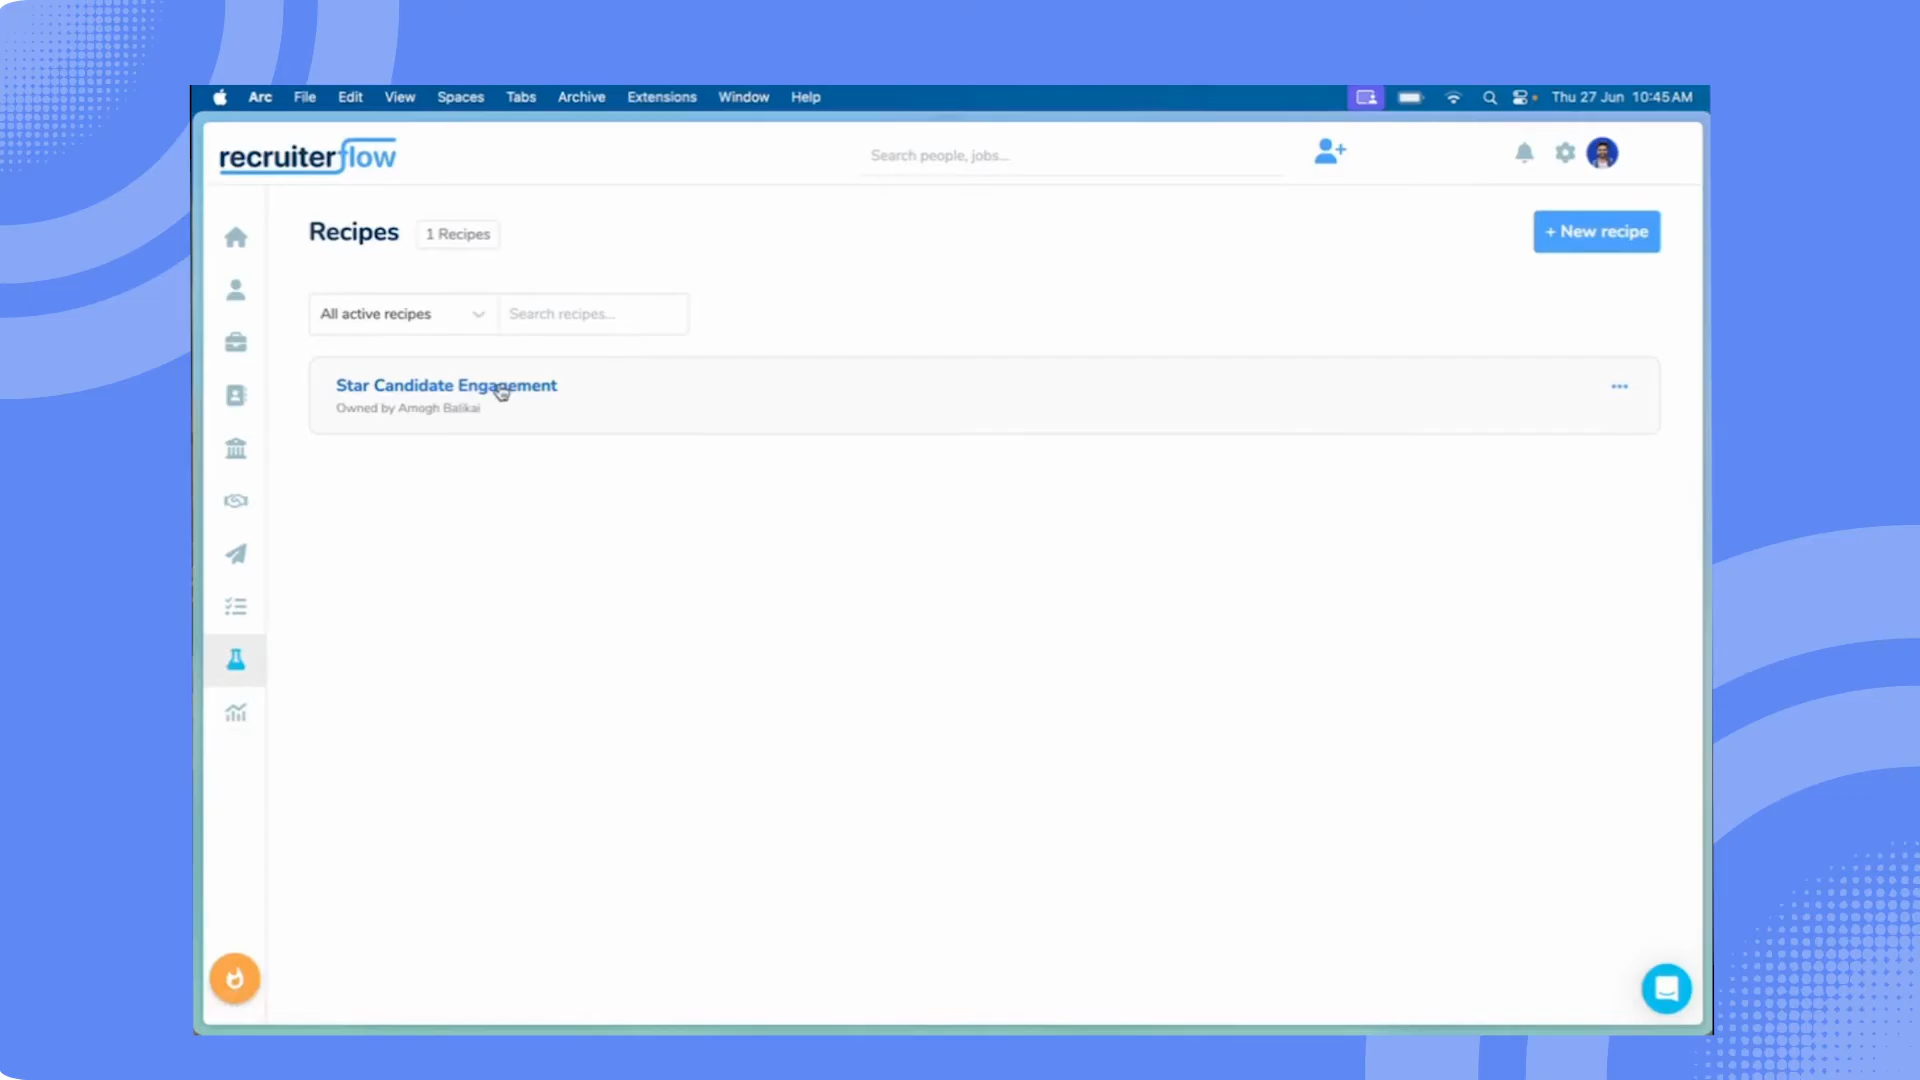 Arc File Edit View Spaces Tabs Archive Extensions Window Help Thu 27 Jun 10:45 AM
recruiterflow
Search people, jobs...
Recipes 1 Recipes
+ New recipe
All active recipes Search recipes...
Star Candidate Engagement
Owned by Amogh Balikai